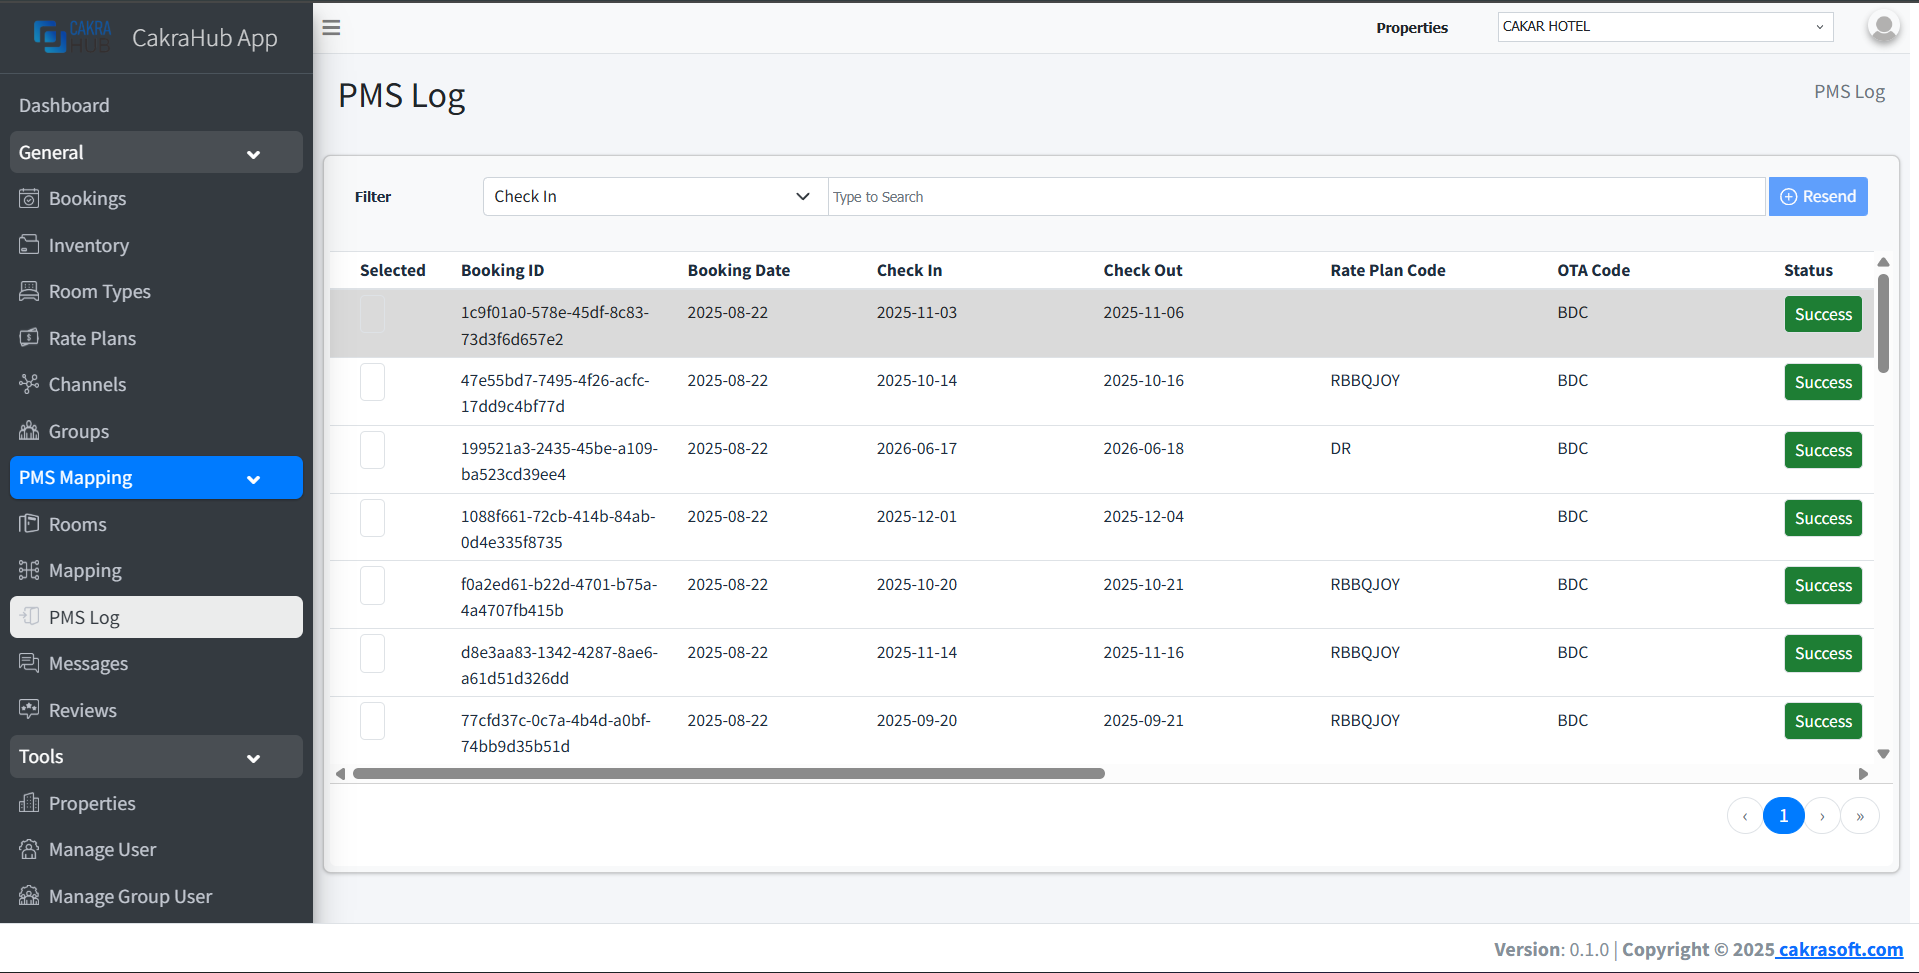 CAKRA
HUB
CakraHub App
Properties
CAKAR HOTEL
Dashboard
General
Bookings
Inventory
Room Types
Rate Plans
Channels
Groups
PMS Mapping
Rooms
Mapping
PMS Log
Messages
Reviews
Tools
Properties
Manage User
Manage Group User
PMS Log
PMS Log
Filter
Check In
Type to Search
Resend
Selected Booking ID Booking Date Check In Check Out Rate Plan Code OTA Code Status
1c9f01a0-578e-45df-8c83- 2025-08-22 2025-11-03 2025-11-06 BDC Success
73d3f6d657e2
47e55bd7-7495-4f26-acfc- 2025-08-22 2025-10-14 2025-10-16 RBBQJOY BDC Success
17dd9c4bf77d
199521a3-2435-45be-a109- 2025-08-22 2026-06-17 2026-06-18 DR BDC Success
ba523cd39ee4
1088f661-72cb-414b-84ab- 2025-08-22 2025-12-01 2025-12-04 BDC Success
0d4e335f8735
f0a2ed61-b22d-4701-b75a- 2025-08-22 2025-10-20 2025-10-21 RBBQJOY BDC Success
4a4707fb415b
d8e3aa83-1342-4287-8ae6- 2025-08-22 2025-11-14 2025-11-16 RBBQJOY BDC Success
a61d51d326dd
77cfd37c-0c7a-4b4d-a0bf- 2025-08-22 2025-09-20 2025-09-21 RBBQJOY BDC Success
74bb9d35b51d
‹ 1 › »
Version: 0.1.0 | Copyright © 2025 cakrasoft.com